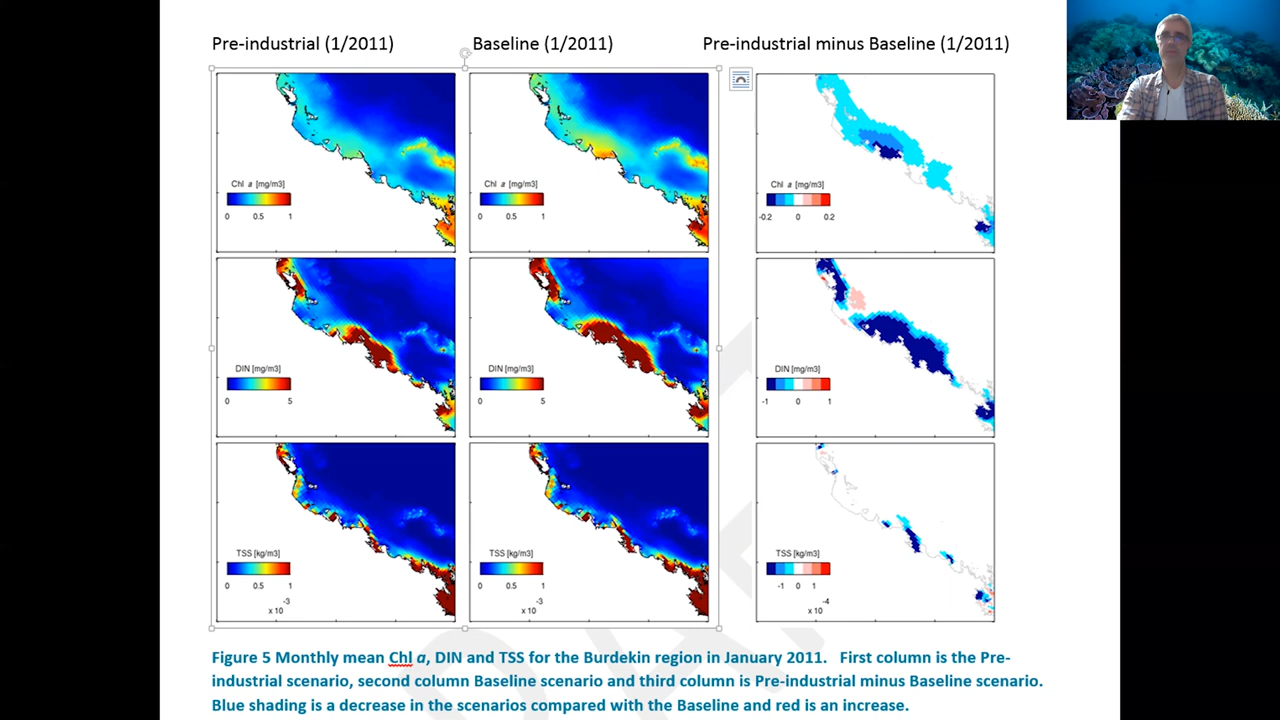 Pre-industrial (1/2011)
Baseline (1/2011)
Pre-industrial minus Baseline (1/2011)
Chl a [mg/m3]
0 0.5 1
Chl a [mg/m3]
0 0.5 1
Chl a [mg/m3]
-0.2 0 0.2
DIN [mg/m3]
0 5
DIN [mg/m3]
0 5
DIN [mg/m3]
-1 0 1
TSS [kg/m3]
0 0.5 1
-3
x 10
TSS [kg/m3]
0 0.5 1
-3
x 10
TSS [kg/m3]
-1 0 1
-4
x 10
Figure 5 Monthly mean Chl a, DIN and TSS for the Burdekin region in January 2011. First column is the Pre-
industrial scenario, second column Baseline scenario and third column is Pre-industrial minus Baseline scenario.
Blue shading is a decrease in the scenarios compared with the Baseline and red is an increase.